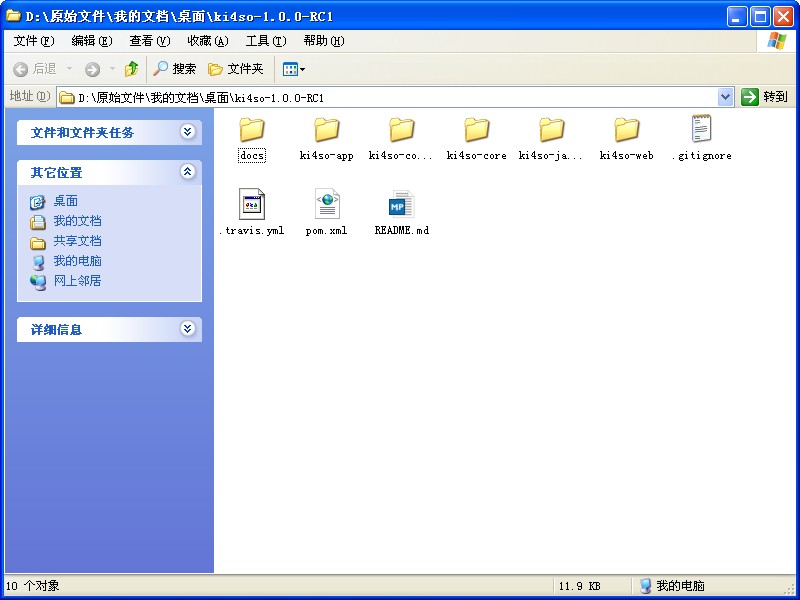 D:\原始文件\我的文档\桌面\ki4so-1.0.0-RC1
文件(F) 编辑(E) 查看(V) 收藏(A) 工具(T) 帮助(H)
后退 搜索 文件夹
地址(D) D:\原始文件\我的文档\桌面\ki4so-1.0.0-RC1 转到
文件和文件夹任务
其它位置
桌面
我的文档
共享文档
我的电脑
网上邻居
详细信息
docs ki4so-app ki4so-co... ki4so-core ki4so-ja... ki4so-web .gitignore
.travis.yml pom.xml README.md
10 个对象 11.9 KB 我的电脑